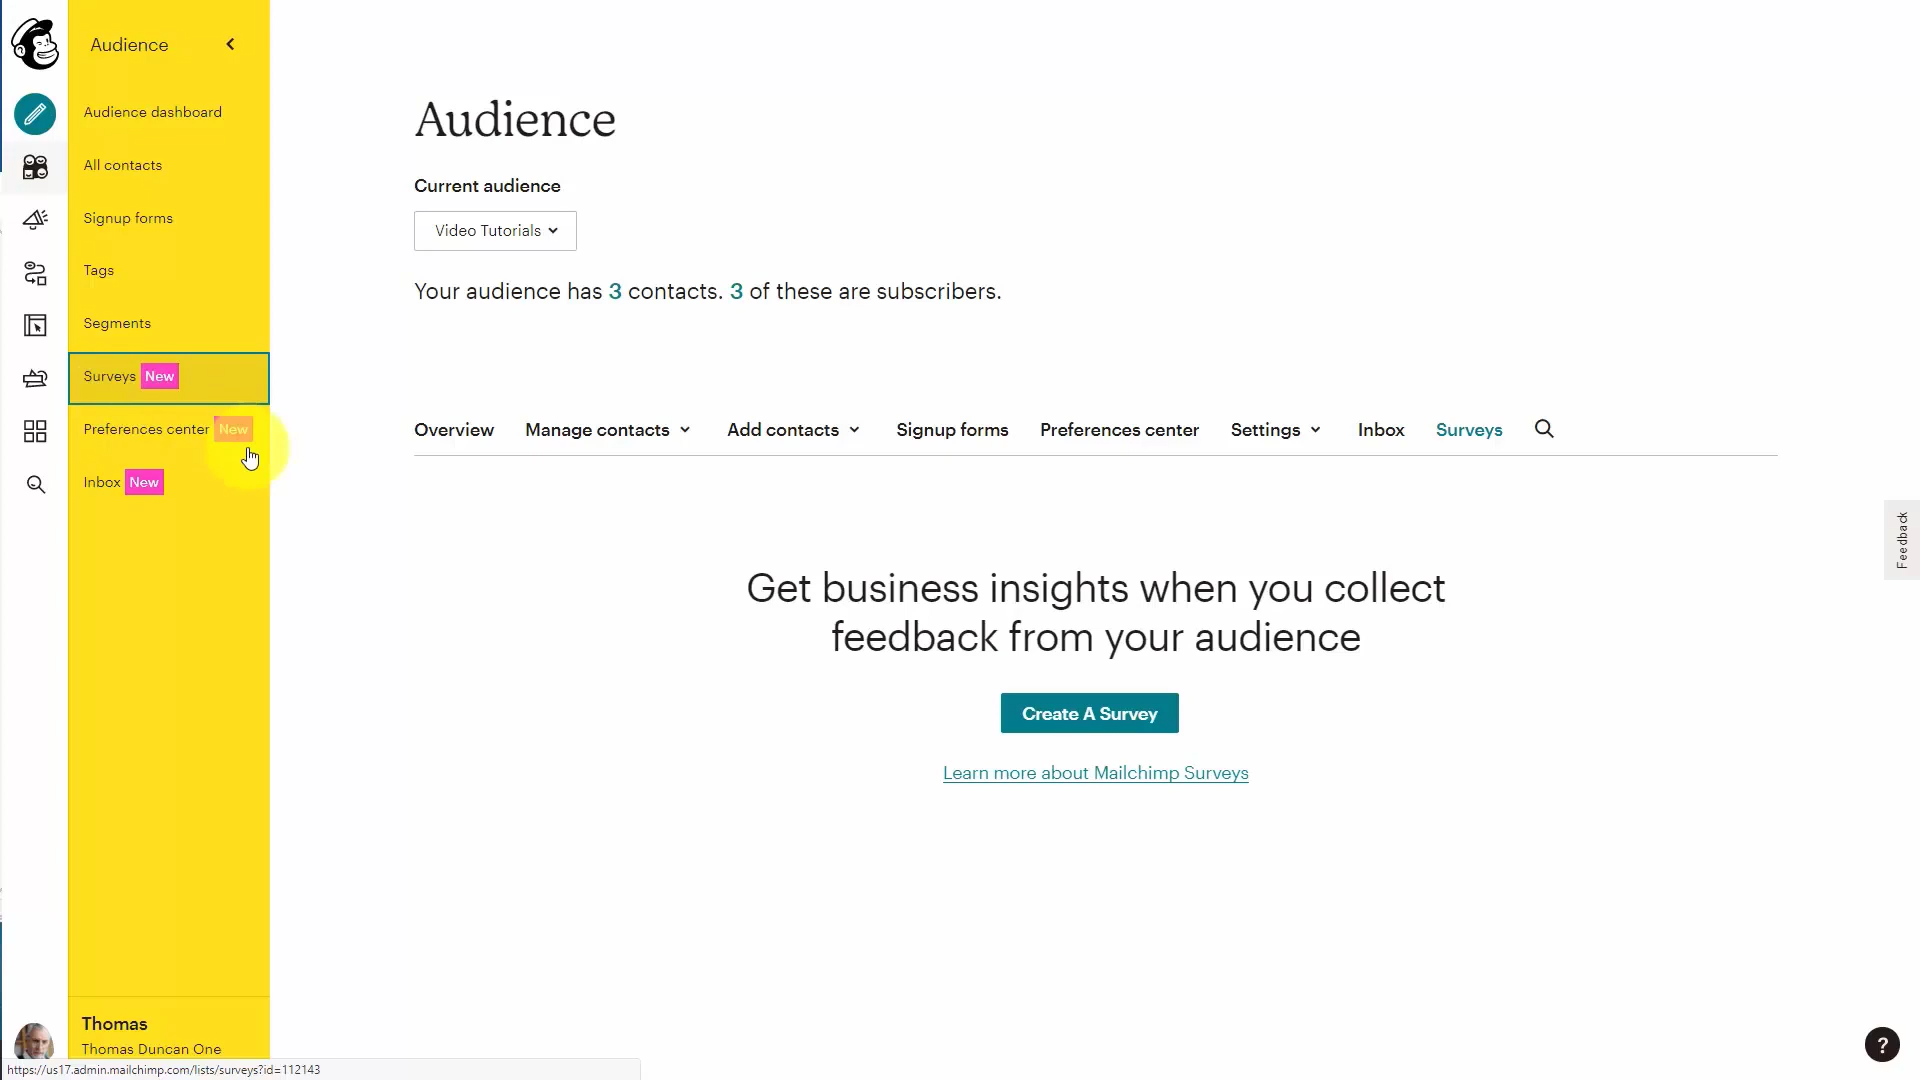 Audience
Audience dashboard
All contacts
Signup forms
Tags
Segments
Surveys New
Preferences center New
Inbox New
Thomas
Thomas Duncan One
https://us17.admin.mailchimp.com/lists/surveys?id=112143
Audience
Current audience
Video Tutorials
Your audience has 3 contacts. 3 of these are subscribers.
Overview Manage contacts Add contacts Signup forms Preferences center Settings Inbox Surveys
Get business insights when you collect
feedback from your audience
Create A Survey
Learn more about Mailchimp Surveys
Feedback
?